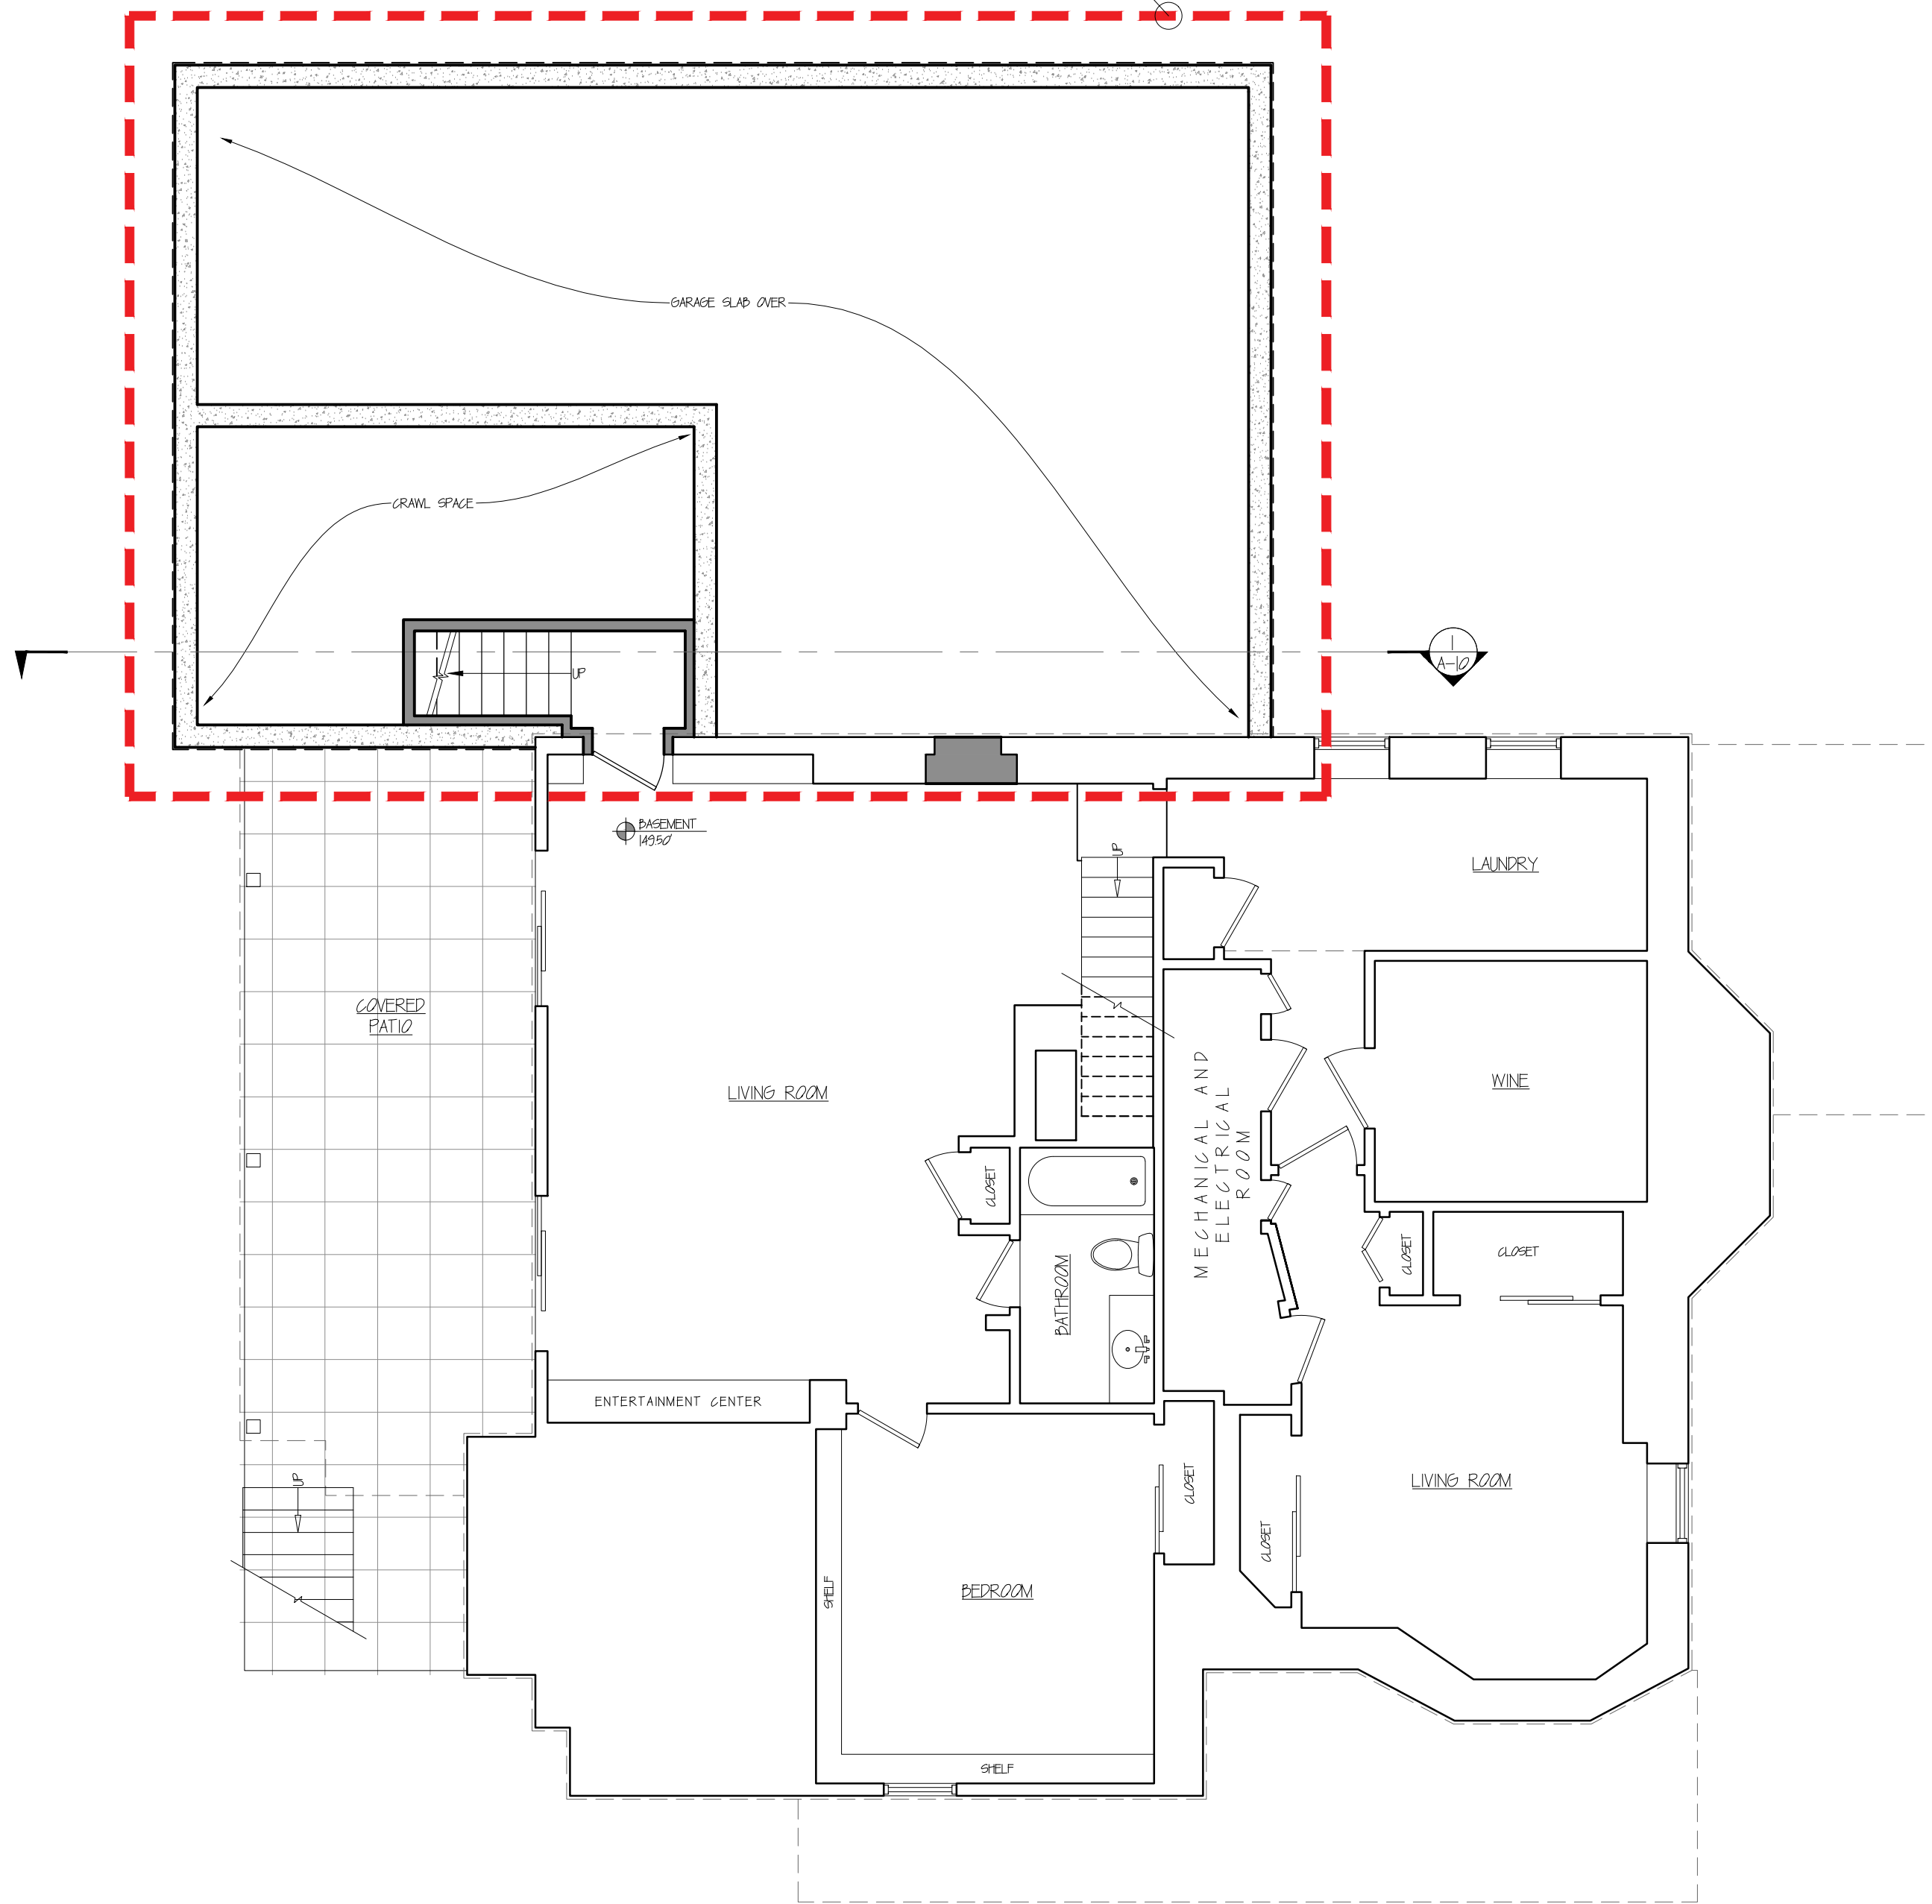 GARAGE SLAB OVER
CRAWL SPACE
1
A-10
UP
BASEMENT
149.50'
UP
LAUNDRY
COVERED
PATIO
LIVING ROOM
WINE
MECHANICAL AND
ELECTRICAL
ROOM
CLOSET
CLOSET
CLOSET
BATHROOM
ENTERTAINMENT CENTER
UP
CLOSET
LIVING ROOM
CLOSET
SHELF
BEDROOM
SHELF